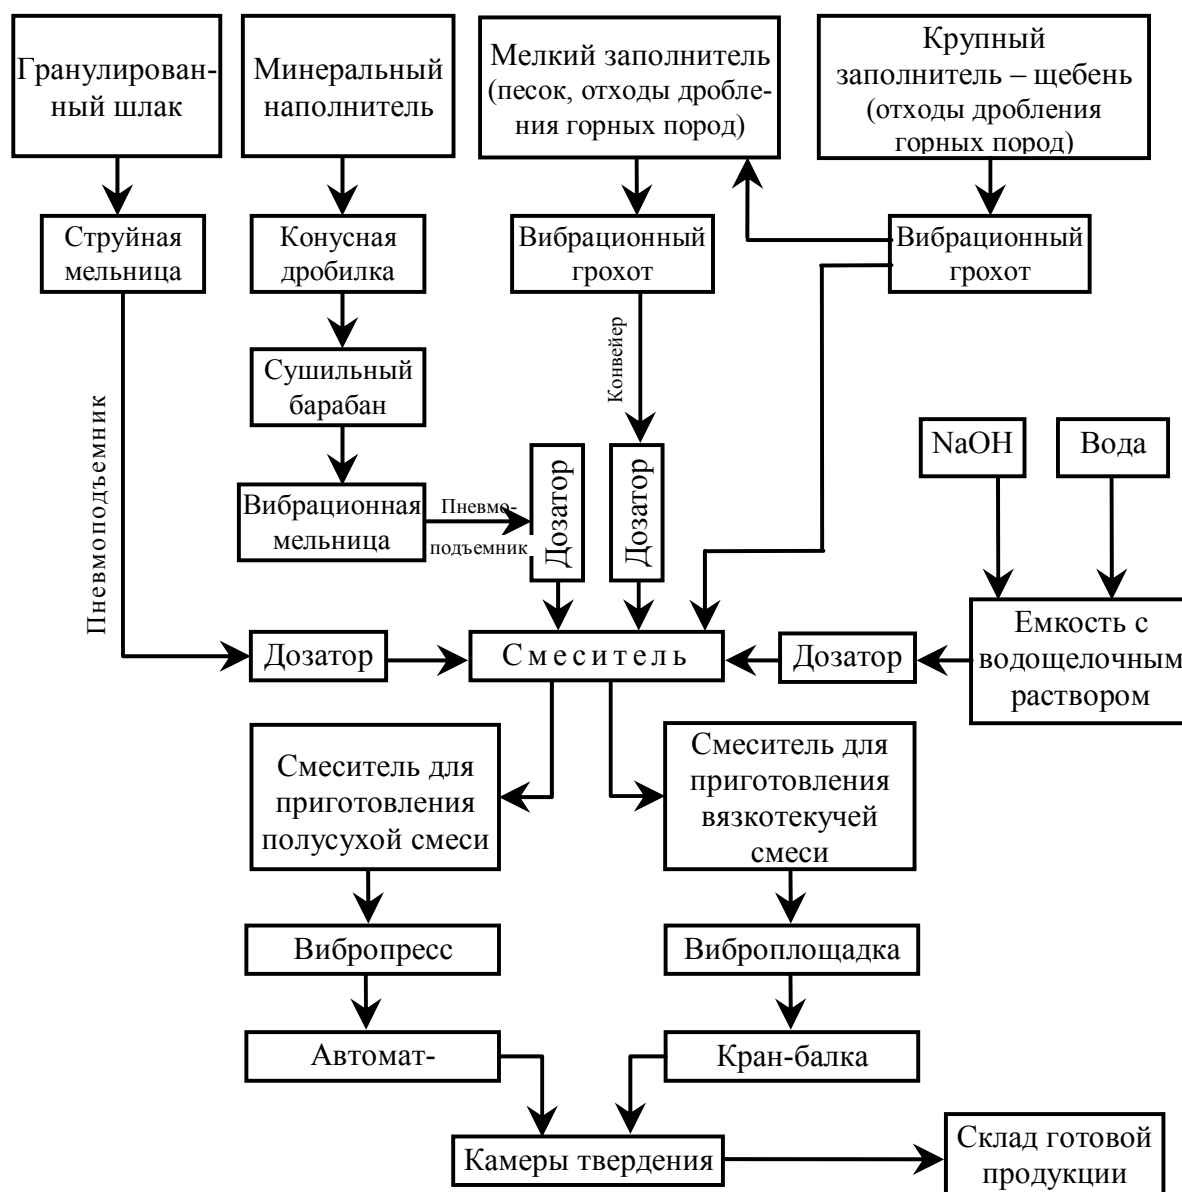 Гранулирован-
ный шлак
Минеральный
наполнитель
Мелкий заполнитель
(песок, отходы дробле-
ния горных пород)
Крупный
заполнитель – щебень
(отходы дробления
горных пород)
Струйная
мельница
Конусная
дробилка
Вибрационный
грохот
Вибрационный
грохот
Сушильный
барабан
Конвейер
Пневмоподъемник
NaOH
Вода
Вибрационная
мельница
Пневмо-
подъемник
Дозатор
Дозатор
Дозатор
Смеситель
Дозатор
Емкость с
водощелочным
раствором
Смеситель для
приготовления
полусухой смеси
Смеситель для
приготовления
вязкотекучей
смеси
Вибропресс
Виброплощадка
Автомат-
Кран-балка
Камеры твердения
Склад готовой
продукции